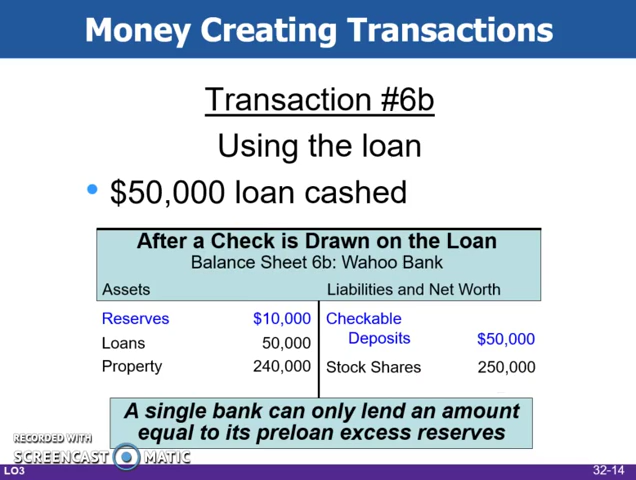 Money Creating Transactions
Transaction #6b
Using the loan
• $50,000 loan cashed
After a Check is Drawn on the Loan
Balance Sheet 6b: Wahoo Bank
Assets Liabilities and Net Worth
Reserves $10,000 Checkable
Deposits $50,000
Loans 50,000
Property 240,000 Stock Shares 250,000
A single bank can only lend an amount
equal to its preloan excess reserves
RECORDED WITH
SCREENCAST MATIC
LO3 32-14